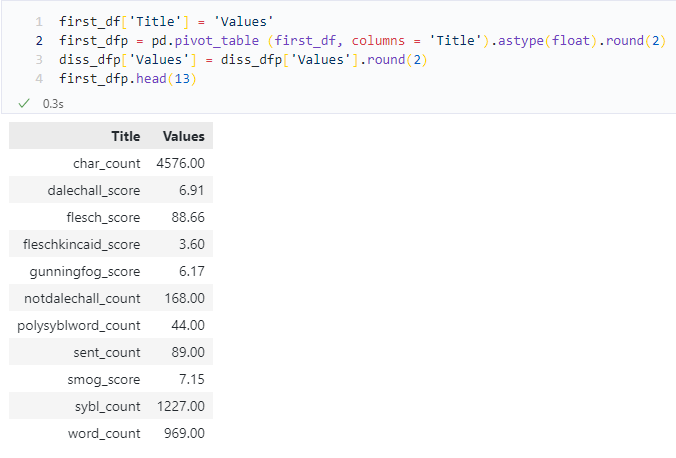 1 first_df['Title'] = 'Values'
2 first_dfp = pd.pivot_table (first_df, columns = 'Title').astype(float).round(2)
3 diss_dfp['Values'] = diss_dfp['Values'].round(2)
4 first_dfp.head(13)
✓ 0.3s
Title Values
char_count 4576.00
dalechall_score 6.91
flesch_score 88.66
fleschkincaid_score 3.60
gunningfog_score 6.17
notdalechall_count 168.00
polysyblword_count 44.00
sent_count 89.00
smog_score 7.15
sybl_count 1227.00
word_count 969.00